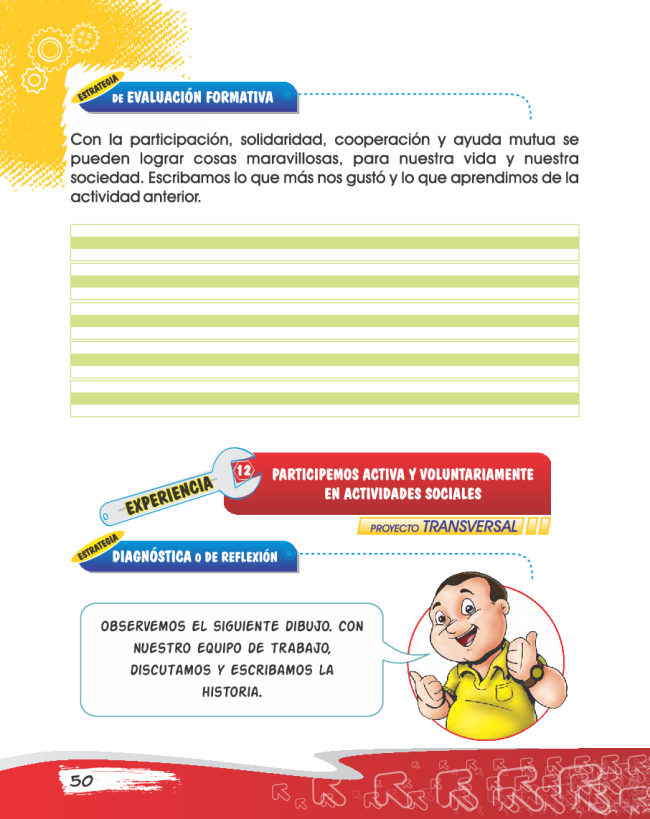 ESTRATEGIA
DE EVALUACIÓN FORMATIVA
Con la participación, solidaridad, cooperación y ayuda mutua se
pueden lograr cosas maravillosas, para nuestra vida y nuestra
sociedad. Escribamos lo que más nos gustó y lo que aprendimos de la
actividad anterior.
EXPERIENCIA
12
PARTICIPEMOS ACTIVA Y VOLUNTARIAMENTE
EN ACTIVIDADES SOCIALES
PROYECTO TRANSVERSAL
ESTRATEGIA
DIAGNÓSTICA O DE REFLEXIÓN
OBSERVEMOS EL SIGUIENTE DIBUJO. CON
NUESTRO EQUIPO DE TRABAJO,
DISCUTAMOS Y ESCRIBAMOS LA
HISTORIA.
50